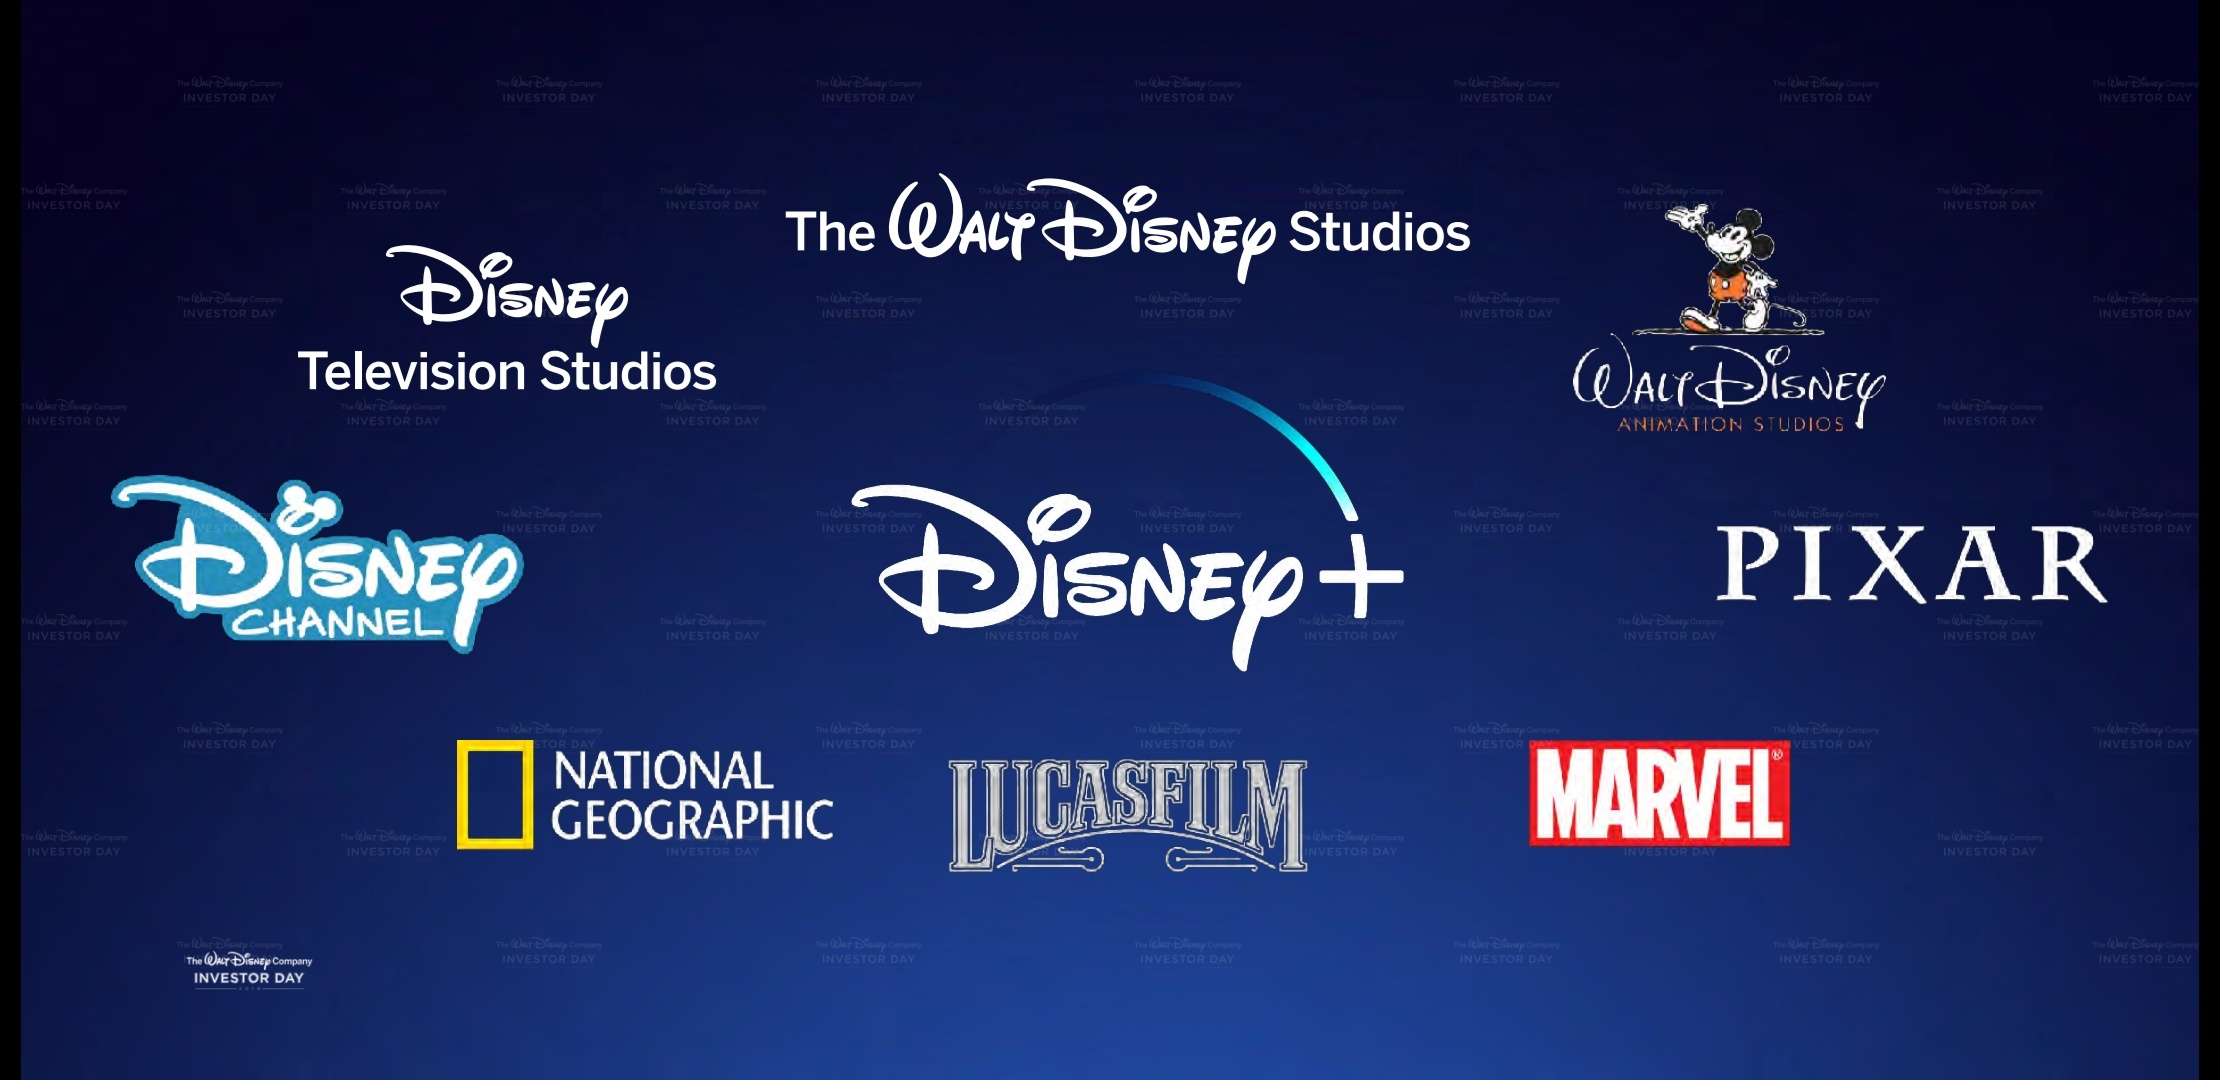 The Walt Disney Studios
Disney
Television Studios
Walt Disney
ANIMATION STUDIOS
Disney
CHANNEL
Disney+
PIXAR
NATIONAL
GEOGRAPHIC
LUCASFILM
MARVEL®
The Walt Disney Company
INVESTOR DAY